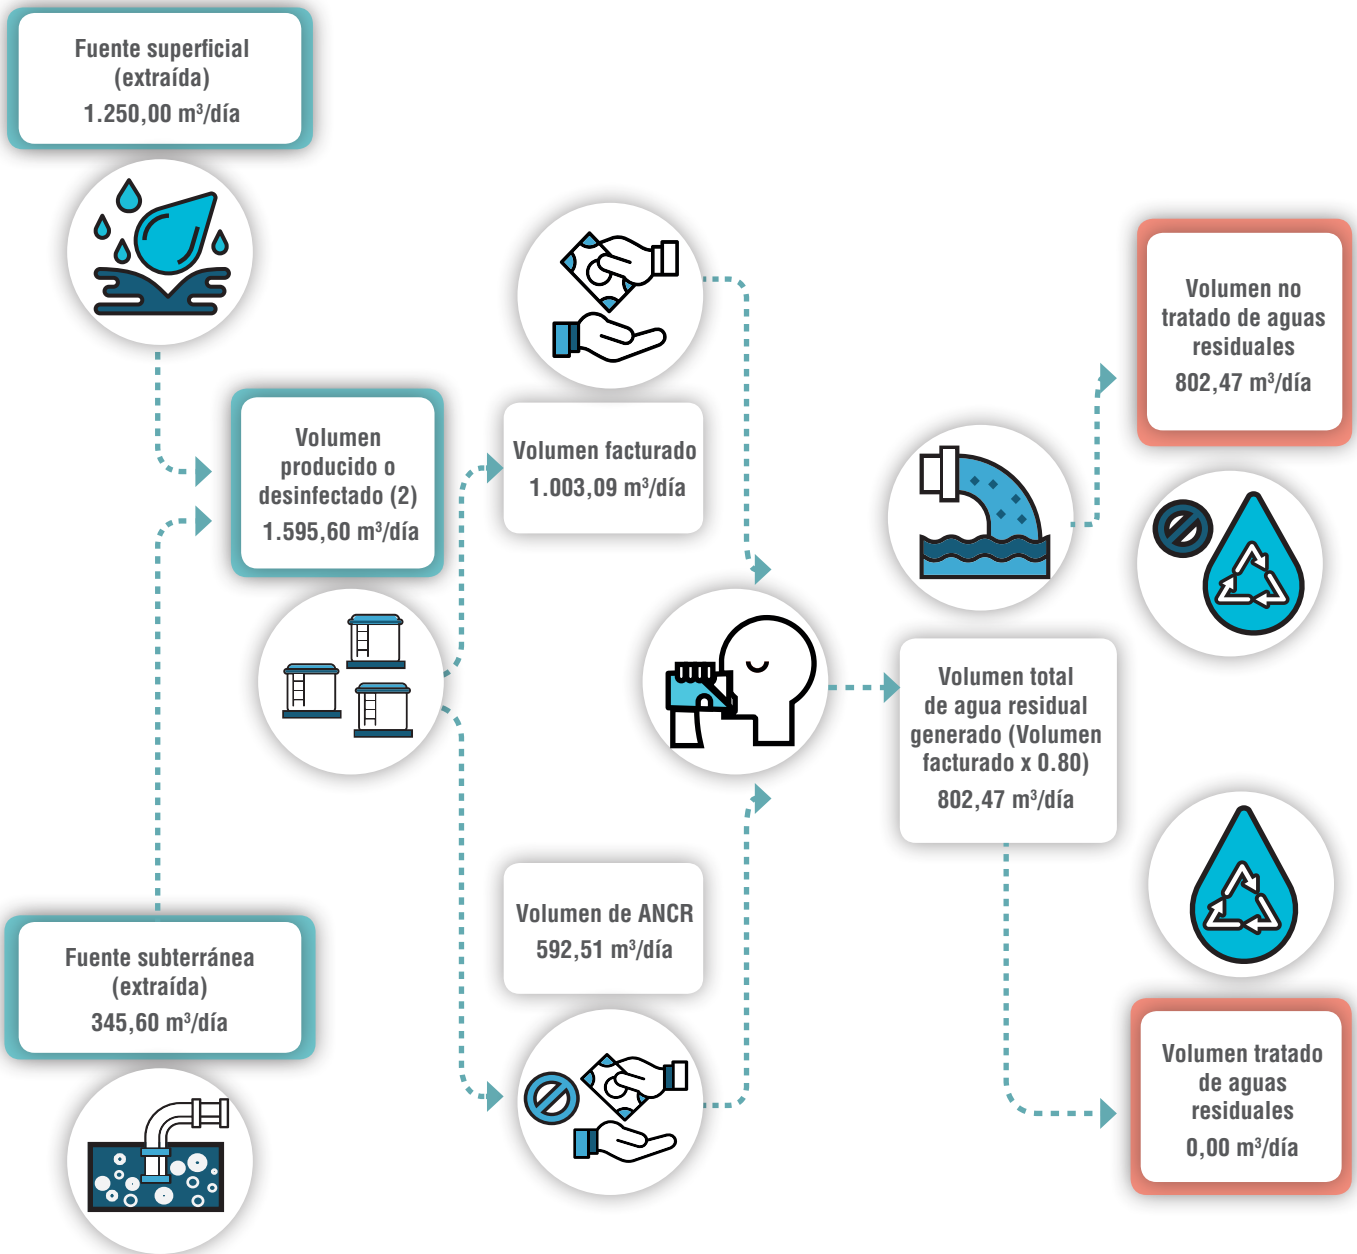 Fuente superficial
(extraída)
1.250,00 m³/día
Volumen
producido o
desinfectado (2)
1.595,60 m³/día
Fuente subterránea
(extraída)
345,60 m³/día
Volumen facturado
1.003,09 m³/día
Volumen de ANCR
592,51 m³/día
Volumen total
de agua residual
generado (Volumen
facturado x 0.80)
802,47 m³/día
Volumen no
tratado de aguas
residuales
802,47 m³/día
Volumen tratado
de aguas
residuales
0,00 m³/día